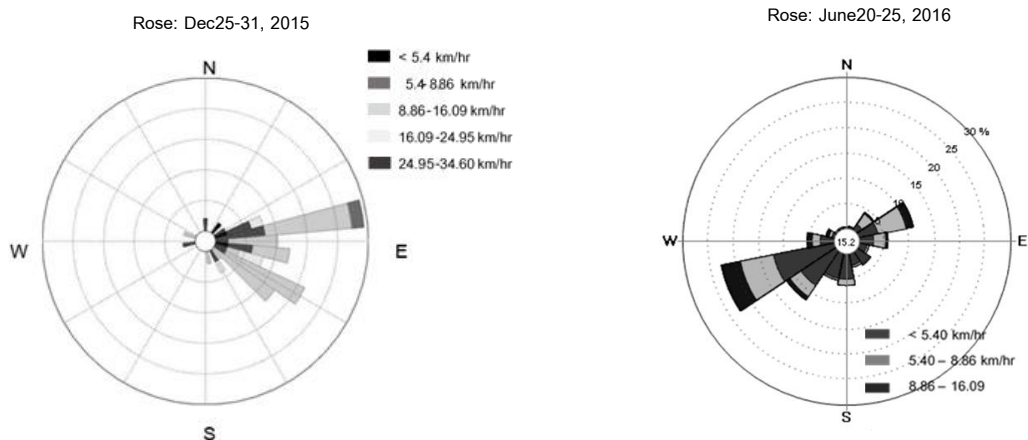 Rose: Dec25-31, 2015
N
W
E
S
< 5.4 km/hr
5.4-8.86 km/hr
8.86-16.09 km/hr
16.09-24.95 km/hr
24.95-34.60 km/hr
Rose: June20-25, 2016
N
W
E
S
30 %
25
20
15
10
5
15.2
< 5.40 km/hr
5.40 – 8.86 km/hr
8.86 – 16.09